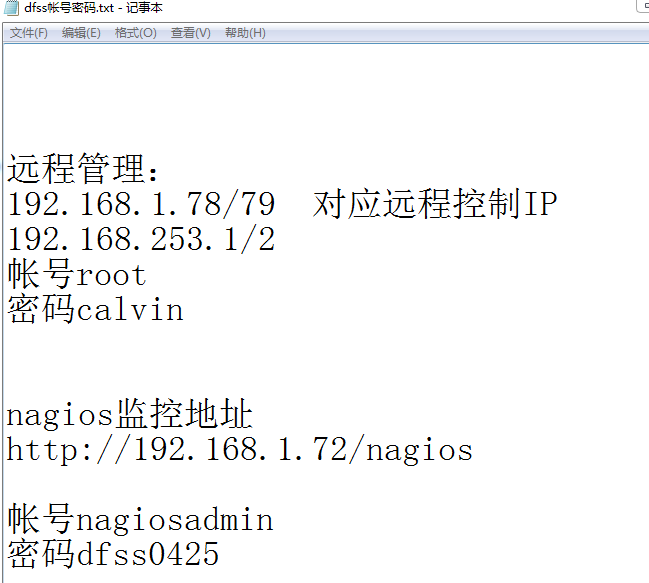 dfss帐号密码.txt - 记事本
文件(F) 编辑(E) 格式(O) 查看(V) 帮助(H)
远程管理：
192.168.1.78/79 对应远程控制IP
192.168.253.1/2
帐号root
密码calvin
nagios监控地址
http://192.168.1.72/nagios
帐号nagiosadmin
密码dfss0425